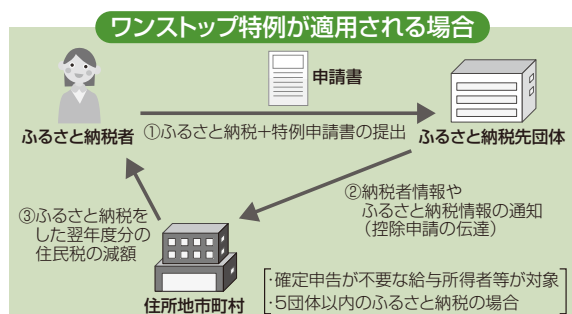 ワンストップ特例が適用される場合
申請書
ふるさと納税者
①ふるさと納税+特例申請書の提出
ふるさと納税先団体
②納税者情報や
ふるさと納税情報の通知
(控除申請の伝達)
③ふるさと納税を
した翌年度分の
住民税の減額
住所地市町村
・確定申告が不要な給与所得者等が対象
・5団体以内のふるさと納税の場合